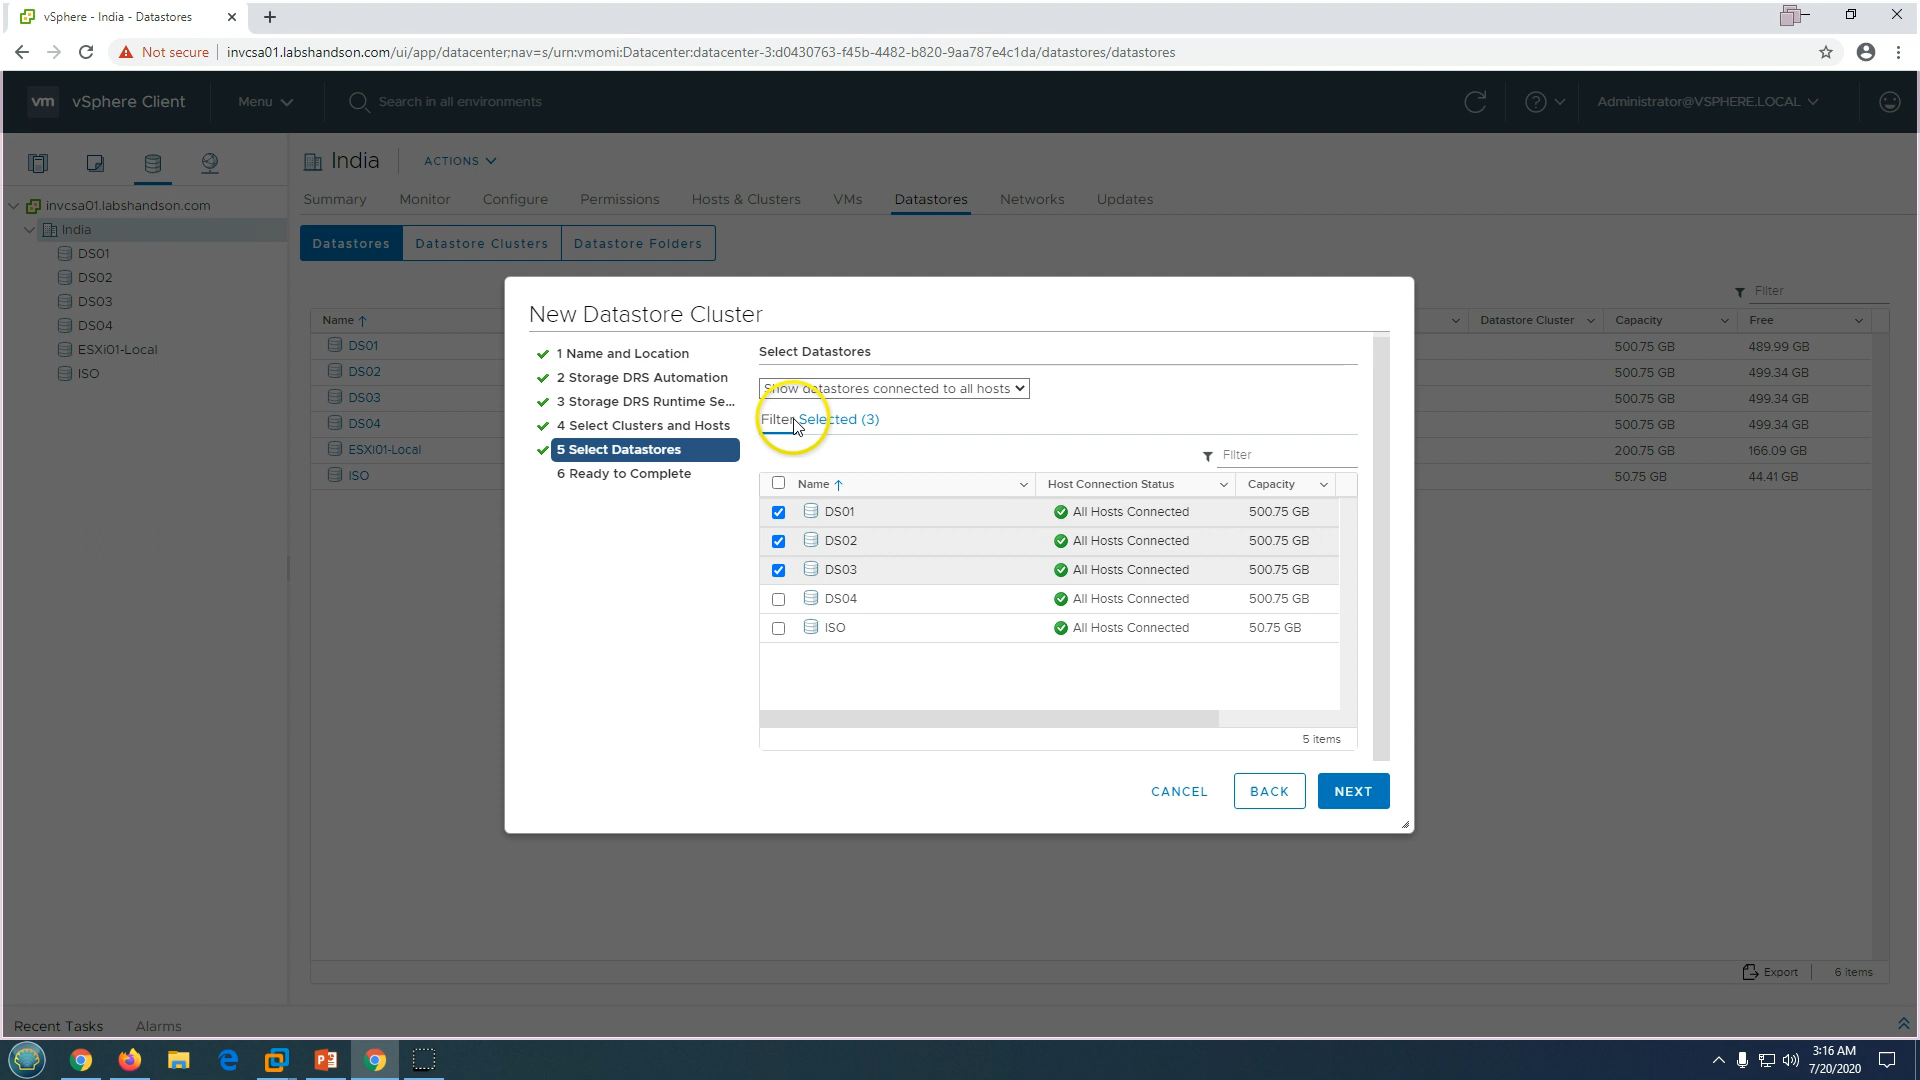 vSphere - India - Datastores
Not secure
invcsa01.labshandson.com/ui/app/datacenter;nav=s/urn:vmomi:Datacenter:datacenter-3:d0430763-f45b-4482-b820-9aa787e4c1da/datastores/datastores
vm vSphere Client Menu Search in all environments Administrator@VSPHERE.LOCAL
India ACTIONS
Summary Monitor Configure Permissions Hosts & Clusters VMs Datastores Networks Updates
invcsa01.labshandson.com
India
DS01
DS02
DS03
DS04
ESXi01-Local
ISO
Datastores Datastore Clusters Datastore Folders
Filter
Name Datastore Cluster Capacity Free
DS01 500.75 GB 489.99 GB
DS02 500.75 GB 499.34 GB
DS03 500.75 GB 499.34 GB
DS04 500.75 GB 499.34 GB
ESXi01-Local 200.75 GB 166.09 GB
ISO 50.75 GB 44.41 GB
New Datastore Cluster
1 Name and Location
2 Storage DRS Automation
3 Storage DRS Runtime Se...
4 Select Clusters and Hosts
5 Select Datastores
6 Ready to Complete
Select Datastores
Show datastores connected to all hosts
Filter Selected (3)
Filter
Name Host Connection Status Capacity
DS01 All Hosts Connected 500.75 GB
DS02 All Hosts Connected 500.75 GB
DS03 All Hosts Connected 500.75 GB
DS04 All Hosts Connected 500.75 GB
ISO All Hosts Connected 50.75 GB
5 items
CANCEL BACK NEXT
Export 6 items
Recent Tasks Alarms
3:16 AM
7/20/2020